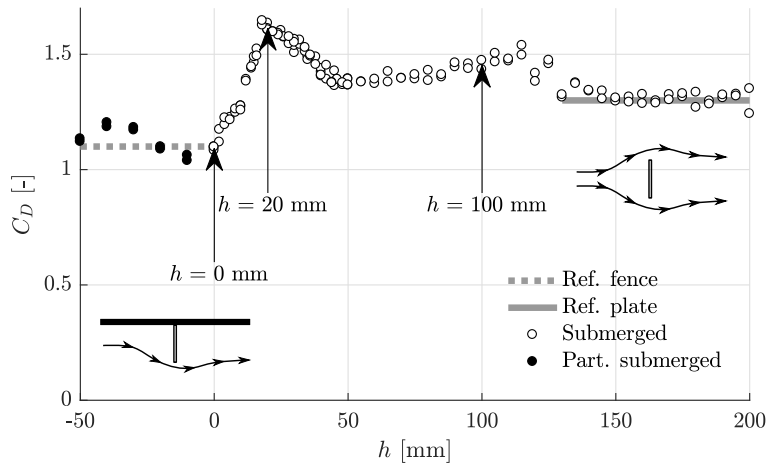 1.5
1
0.5
0
C_D [-]
h = 20 mm
h = 100 mm
h = 0 mm
Ref. fence
Ref. plate
Submerged
Part. submerged
-50 0 50 100 150 200
h [mm]